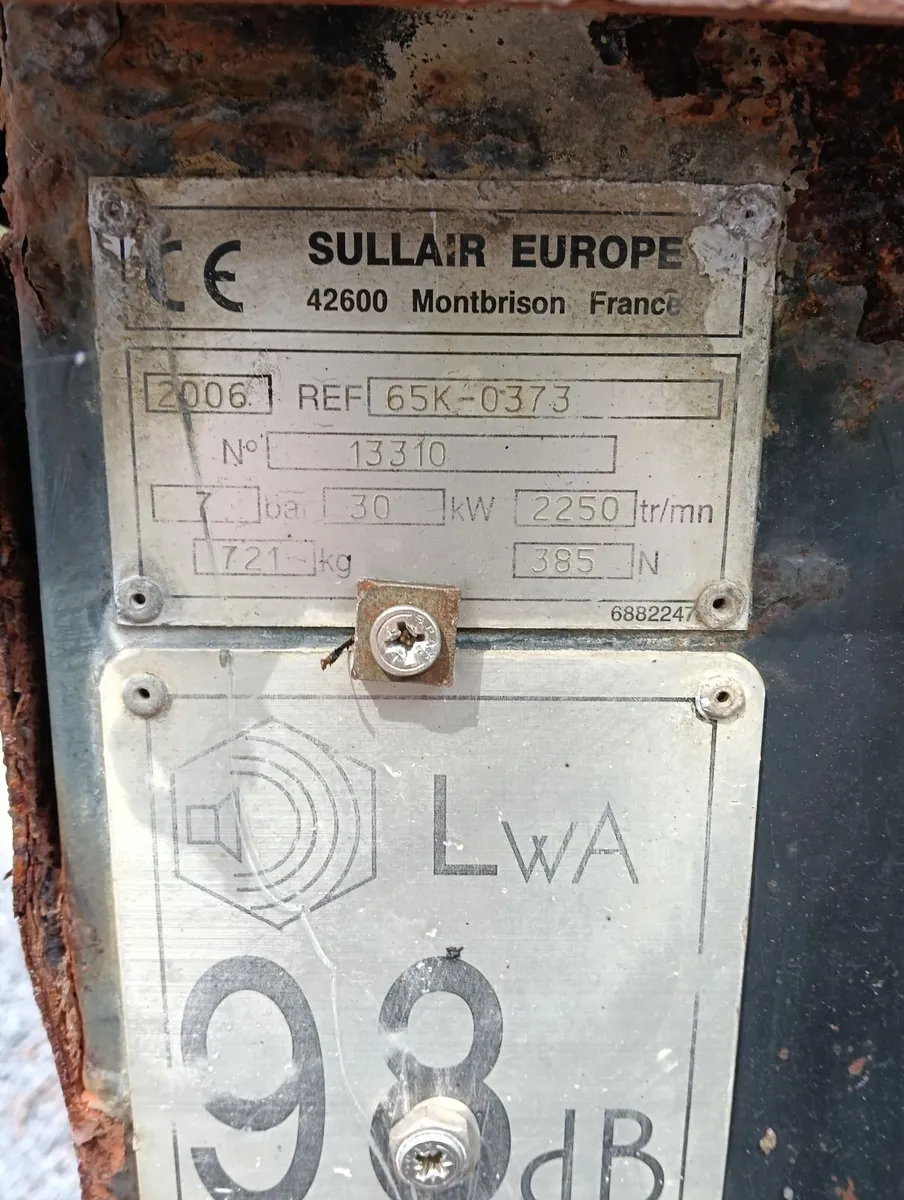 CE SULLAIR EUROPE
42600 Montbrison France
2006 REF 65K-0373
N° 13310
7 bar 30 kW 2250 tr/mn
721 kg 385 N
6882247
LWA
98
dB